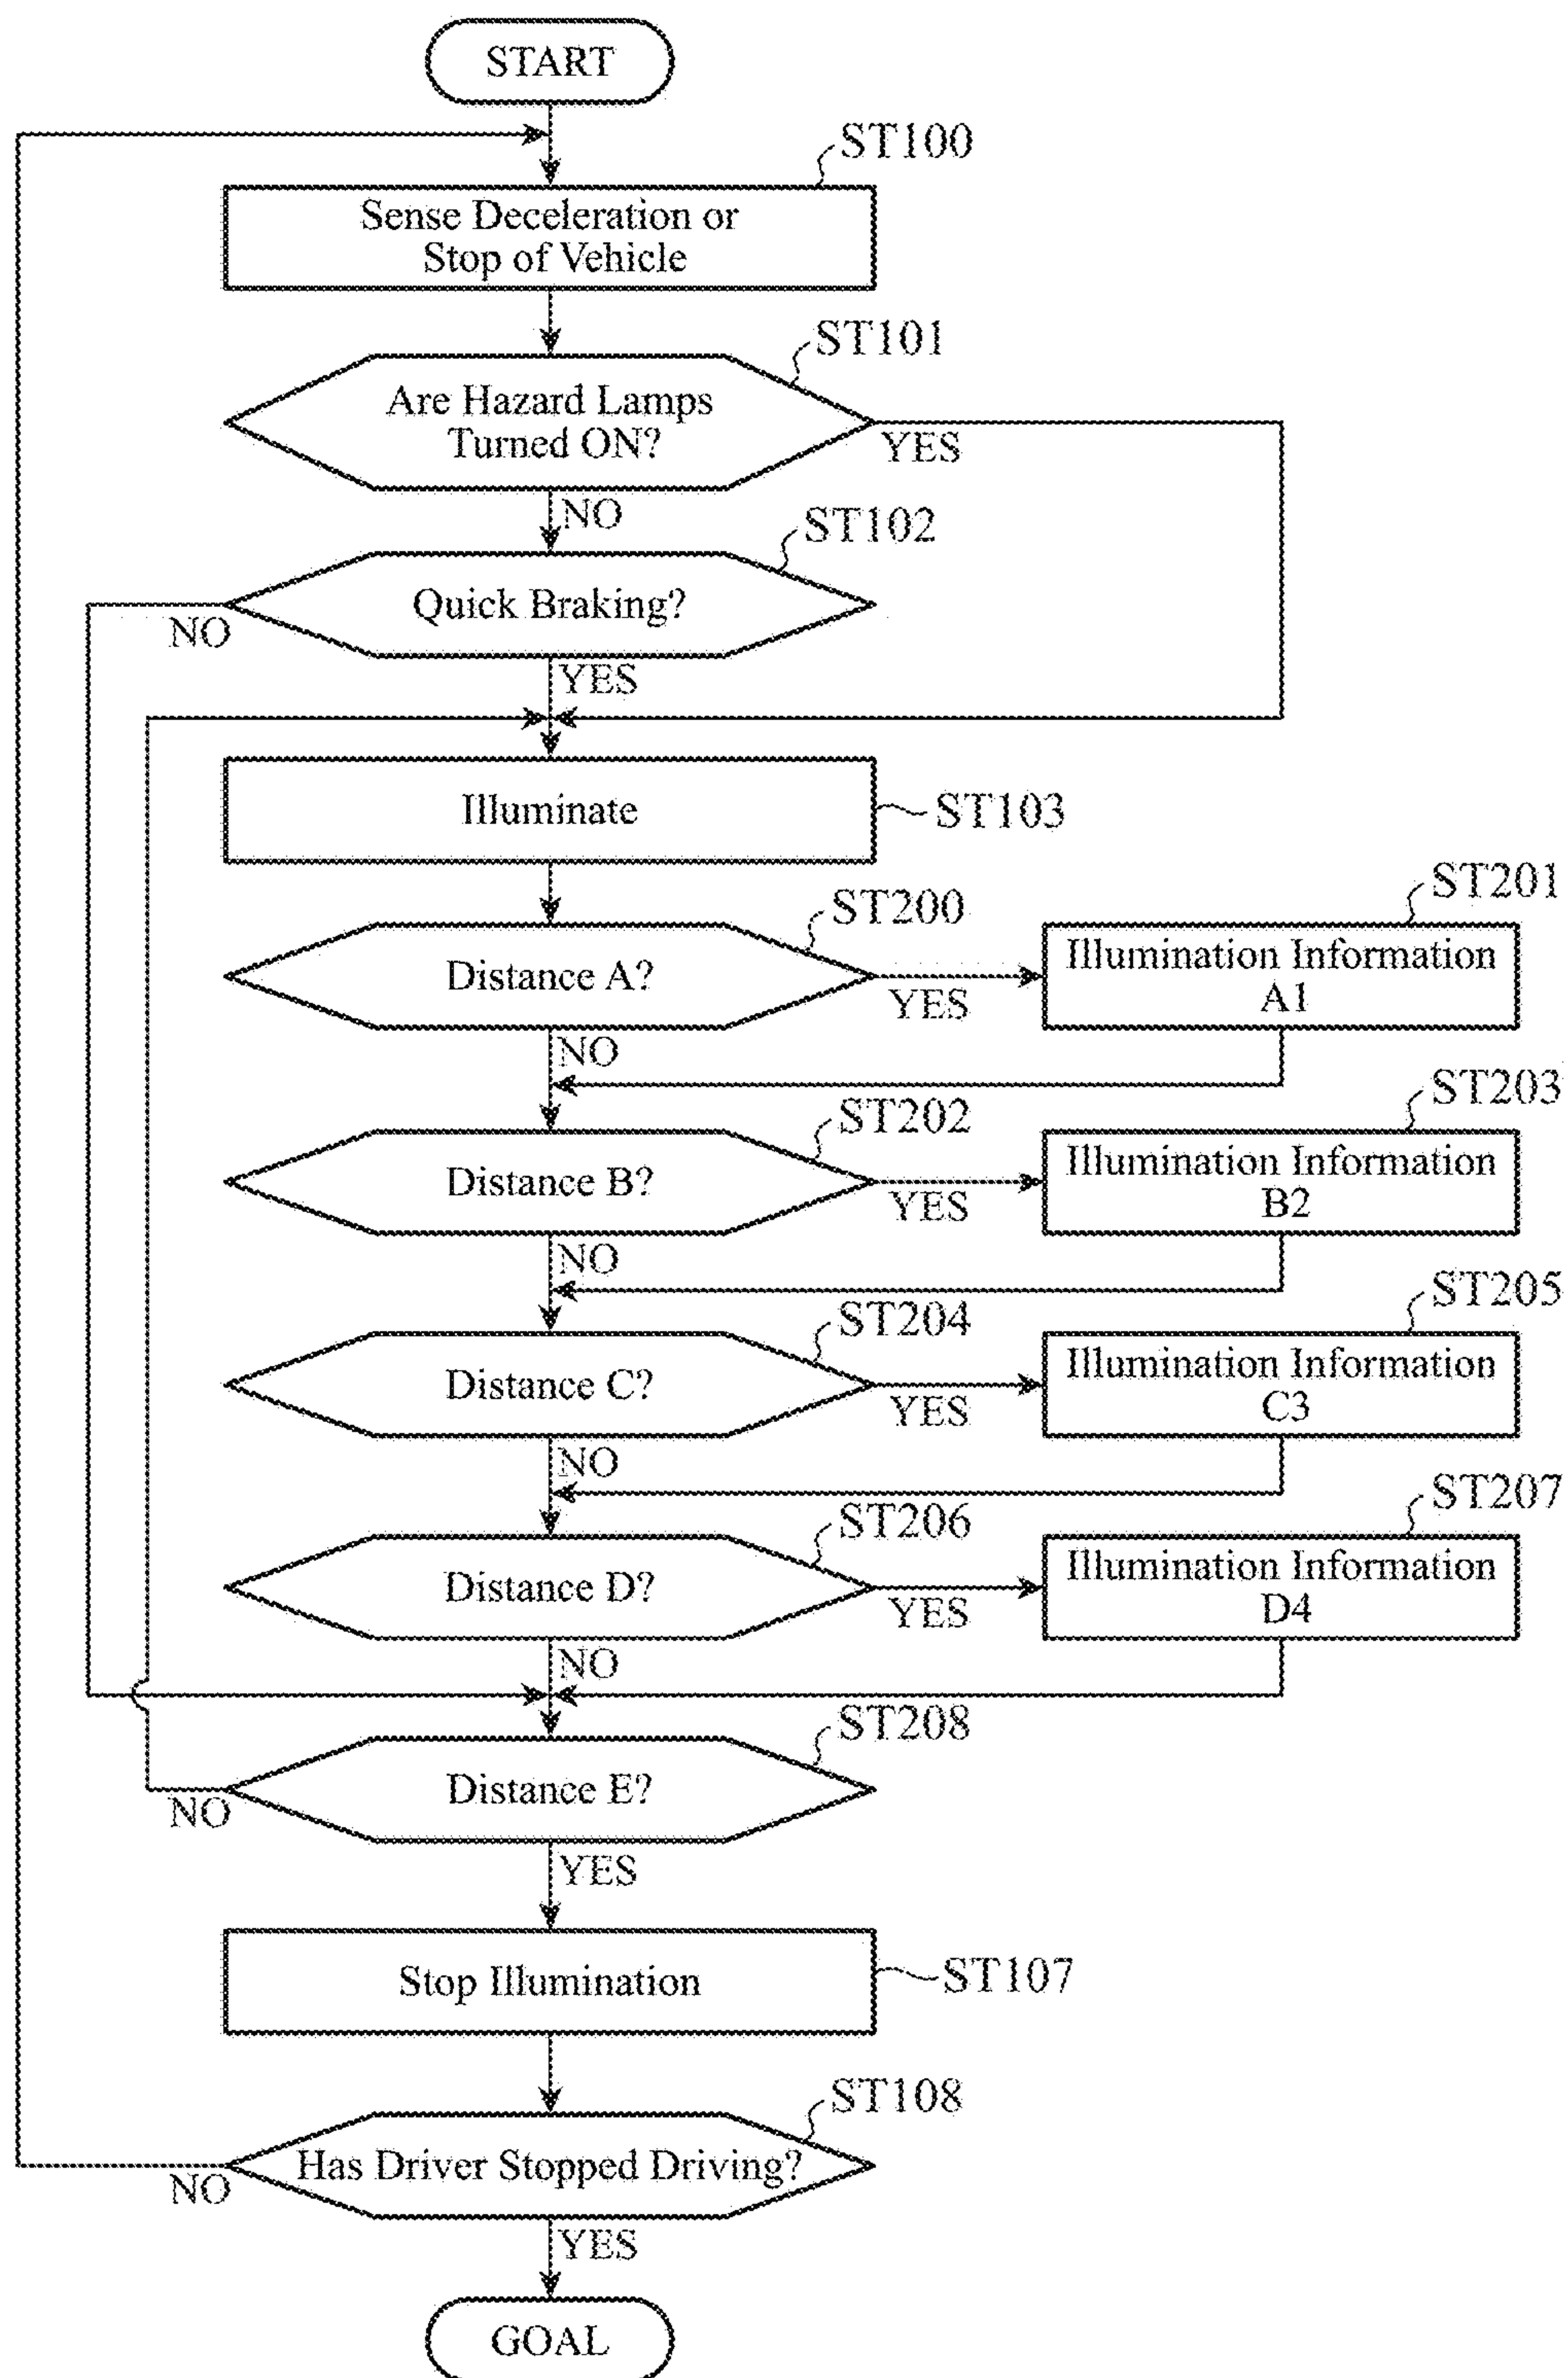 START
ST100
Sense Deceleration or
Stop of Vehicle
ST101
Are Hazard Lamps
Turned ON?
YES
NO
ST102
Quick Braking?
NO
YES
Illuminate
ST103
ST200
ST201
Distance A?
YES
Illumination Information
A1
NO
ST202
ST203
Distance B?
YES
Illumination Information
B2
NO
ST204
ST205
Distance C?
YES
Illumination Information
C3
NO
ST206
ST207
Distance D?
YES
Illumination Information
D4
NO
ST208
Distance E?
NO
YES
Stop Illumination
ST107
ST108
Has Driver Stopped Driving?
NO
YES
GOAL